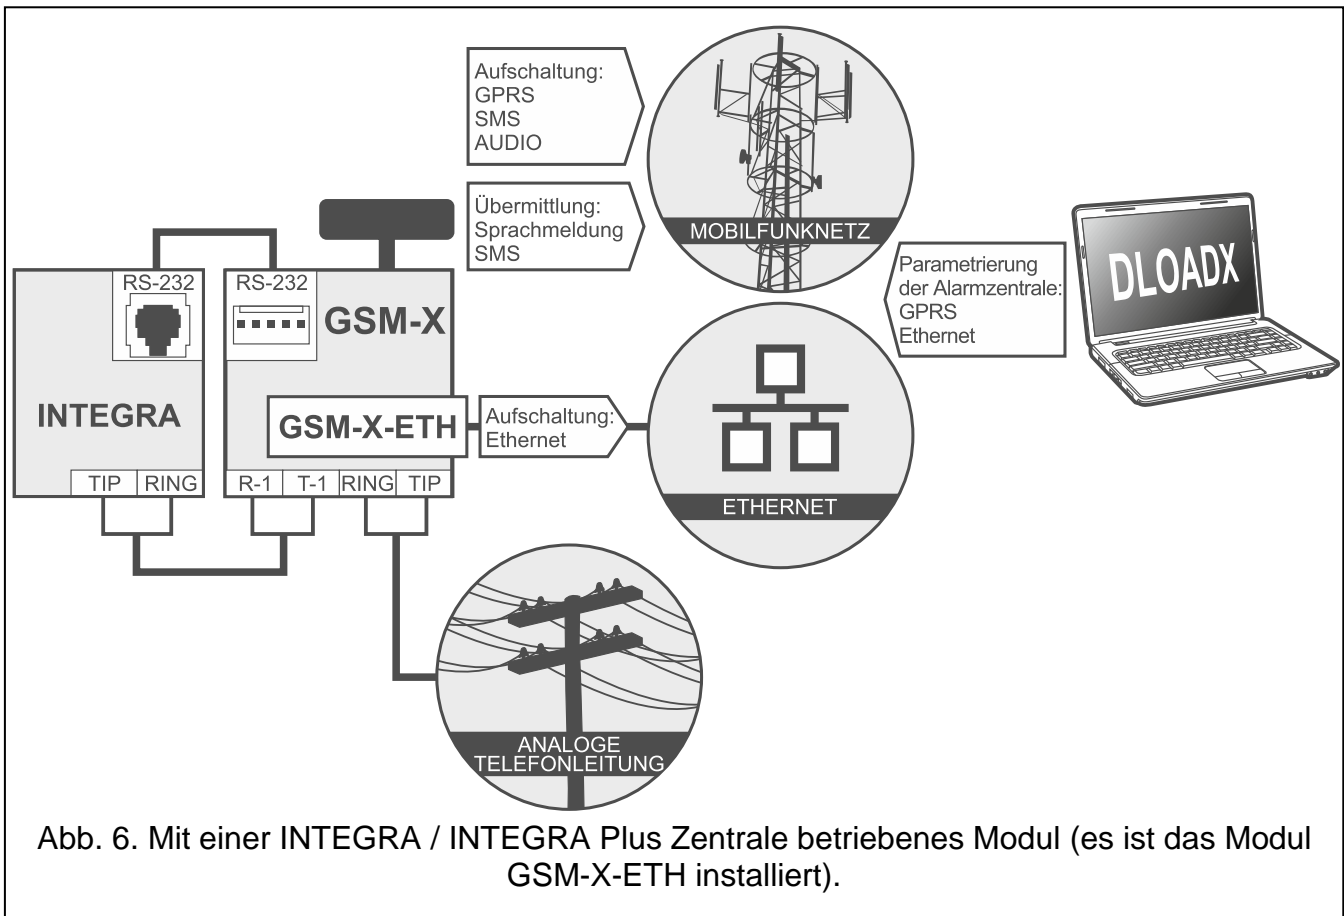 Aufschaltung:
GPRS
SMS
AUDIO
Übermittlung:
Sprachmeldung
SMS
MOBILFUNKNETZ
Parametrierung
der Alarmzentrale:
GPRS
Ethernet
DLOADX
RS-232
INTEGRA
TIP RING
RS-232
GSM-X
GSM-X-ETH
R-1 T-1 RING TIP
Aufschaltung:
Ethernet
ETHERNET
ANALOGE
TELEFONLEITUNG
Abb. 6. Mit einer INTEGRA / INTEGRA Plus Zentrale betriebenes Modul (es ist das Modul
GSM-X-ETH installiert).